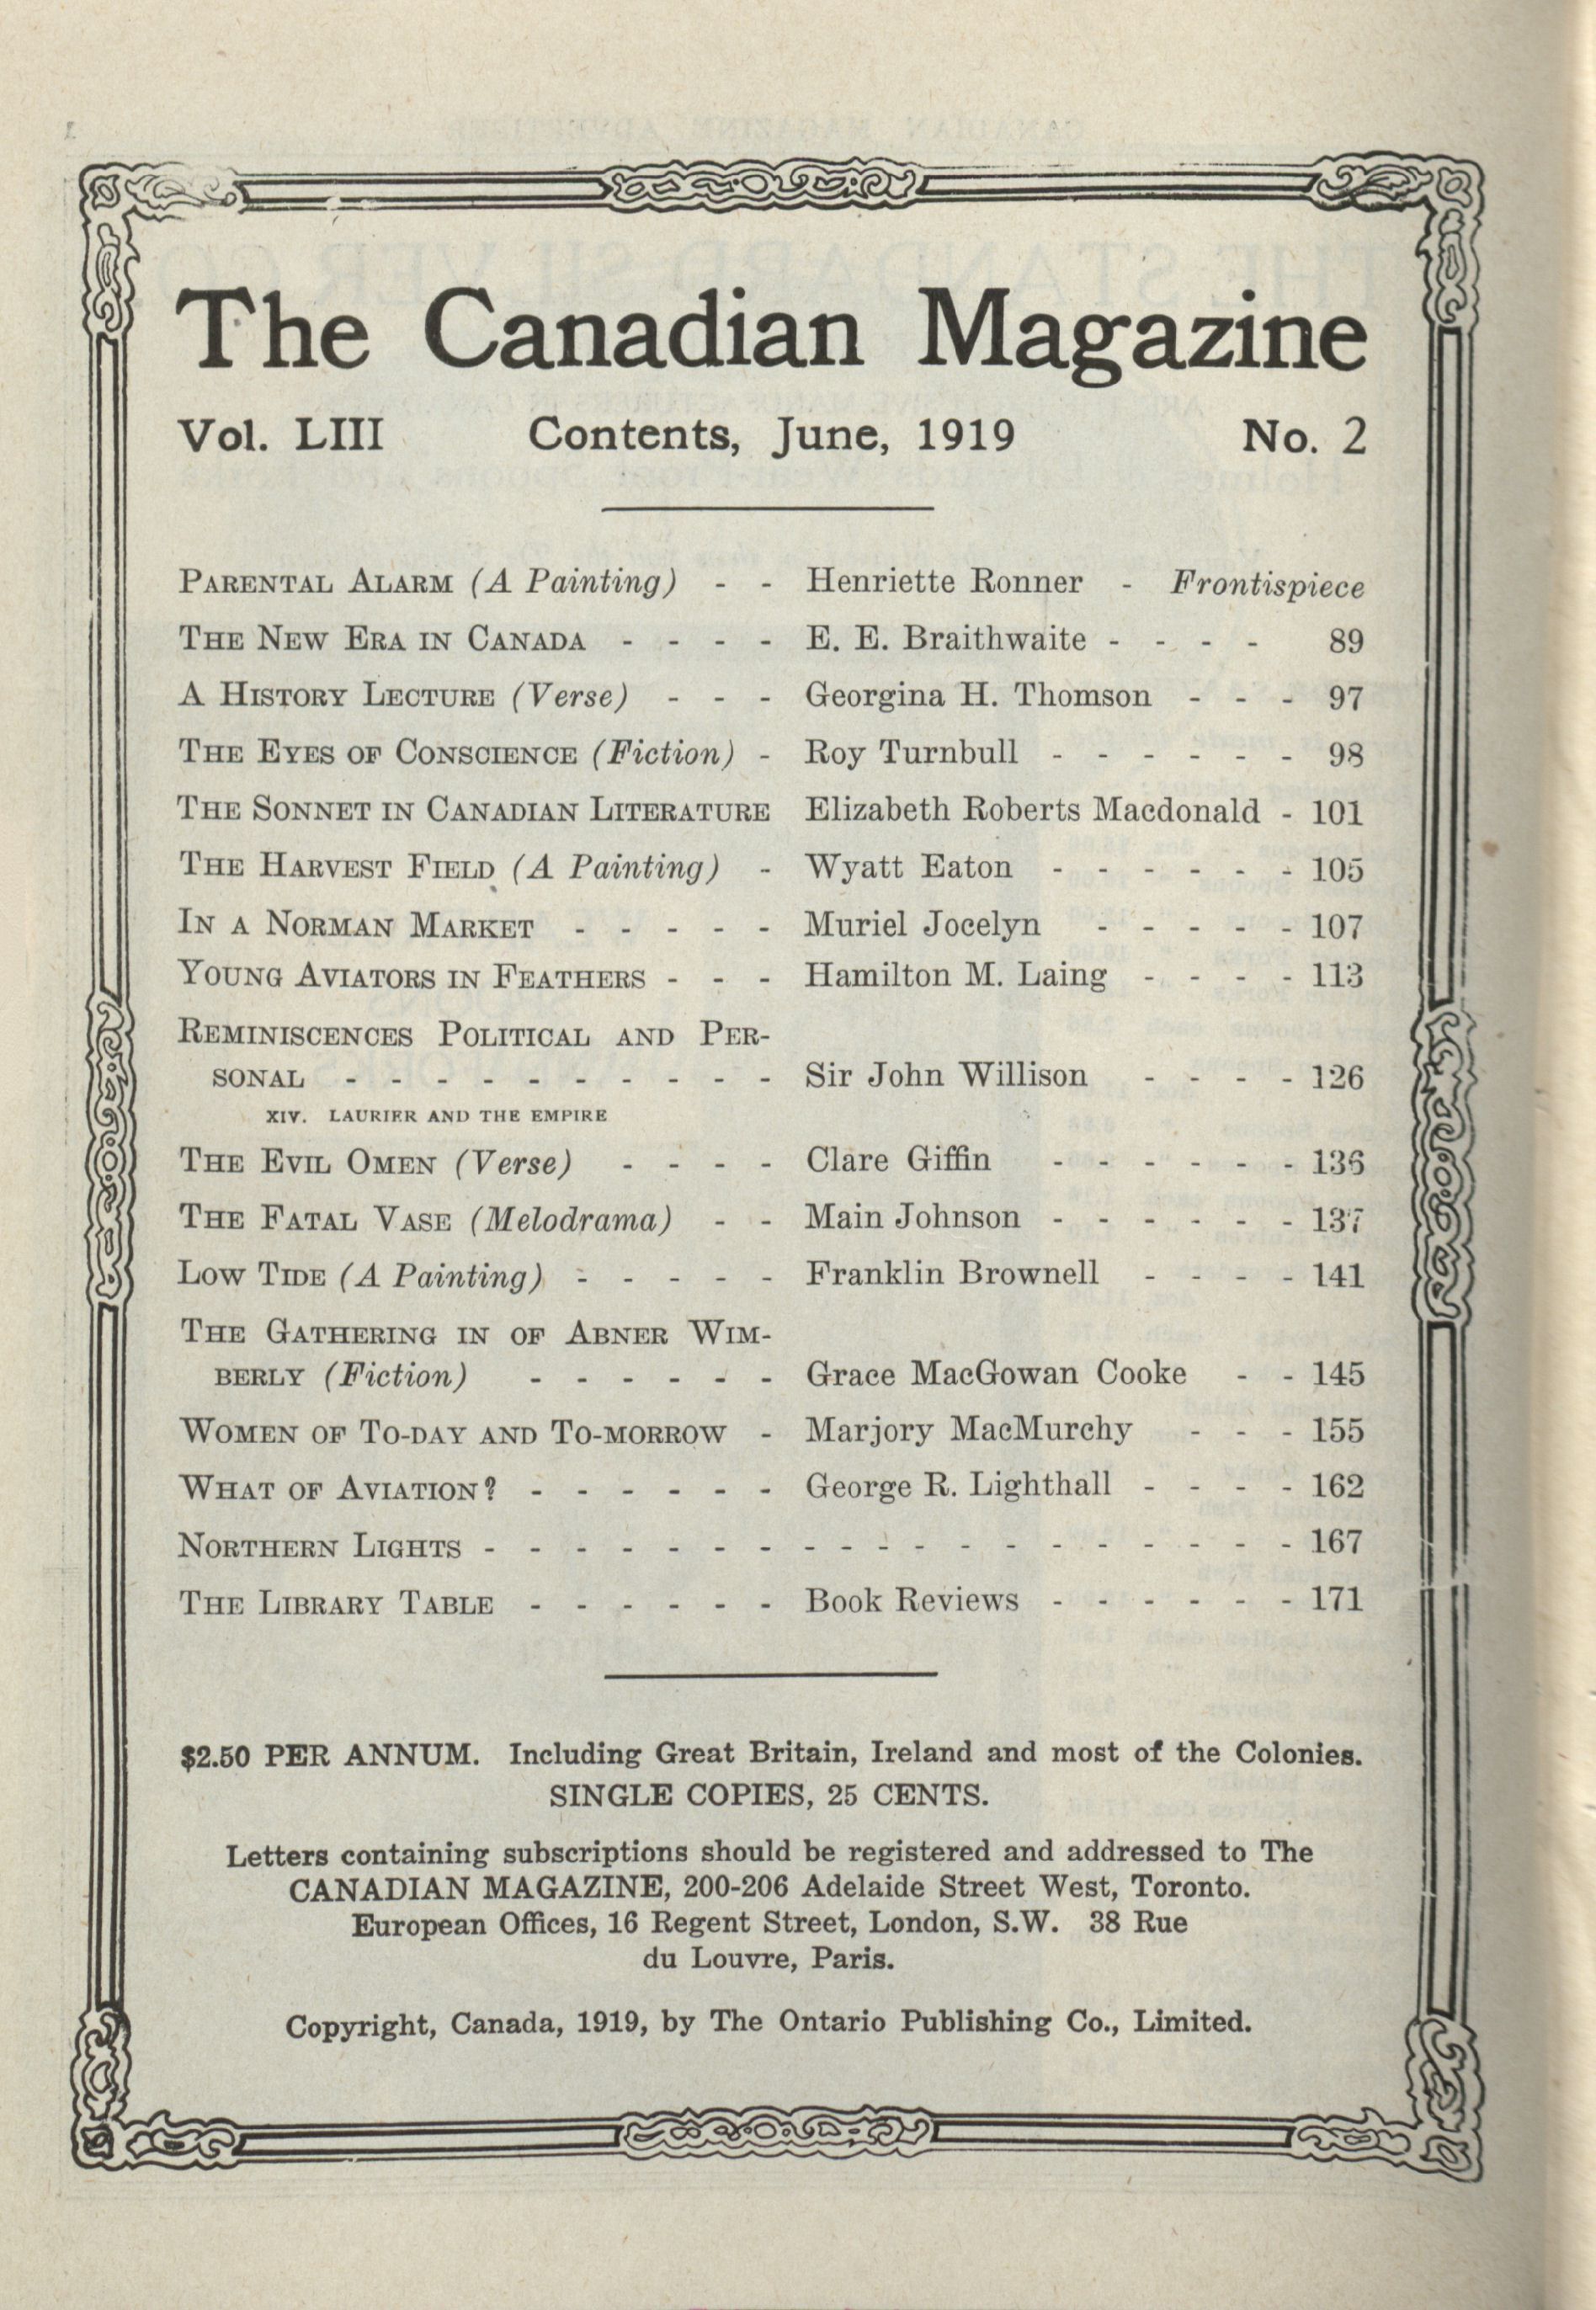 The Canadian Magazine
Vol. LIII Contents, June, 1919 No. 2
PARENTAL ALARM (A Painting) - - Henriette Ronner - Frontispiece
THE NEW ERA IN CANADA - - - - E. E. Braithwaite - - - - 89
A HISTORY LECTURE (Verse) - - - Georgina H. Thomson - - - 97
THE EYES OF CONSCIENCE (Fiction) - Roy Turnbull - - - - - - 98
THE SONNET IN CANADIAN LITERATURE Elizabeth Roberts Macdonald - 101
THE HARVEST FIELD (A Painting) - Wyatt Eaton - - - - - - 105
IN A NORMAN MARKET - - - - - Muriel Jocelyn - - - - - 107
YOUNG AVIATORS IN FEATHERS - - - Hamilton M. Laing - - - - 113
REMINISCENCES POLITICAL AND PER-
SONAL - - - - - - - - - - Sir John Willison - - - - 126
XIV. LAURIER AND THE EMPIRE
THE EVIL OMEN (Verse) - - - - Clare Giffin - - - - - - 136
THE FATAL VASE (Melodrama) - - Main Johnson - - - - - - 137
LOW TIDE (A Painting) - - - - - Franklin Brownell - - - - 141
THE GATHERING IN OF ABNER WIM-
BERLY (Fiction) - - - - - - Grace MacGowan Cooke - - 145
WOMEN OF TO-DAY AND TO-MORROW - Marjory MacMurchy - - - 155
WHAT OF AVIATION? - - - - - - George R. Lighthall - - - - 162
NORTHERN LIGHTS - - - - - - - - - - - - - - - - - - 167
THE LIBRARY TABLE - - - - - - Book Reviews - - - - - - 171
$2.50 PER ANNUM. Including Great Britain, Ireland and most of the Colonies.
SINGLE COPIES, 25 CENTS.
Letters containing subscriptions should be registered and addressed to The
CANADIAN MAGAZINE, 200-206 Adelaide Street West, Toronto.
European Offices, 16 Regent Street, London, S.W. 38 Rue
du Louvre, Paris.
Copyright, Canada, 1919, by The Ontario Publishing Co., Limited.